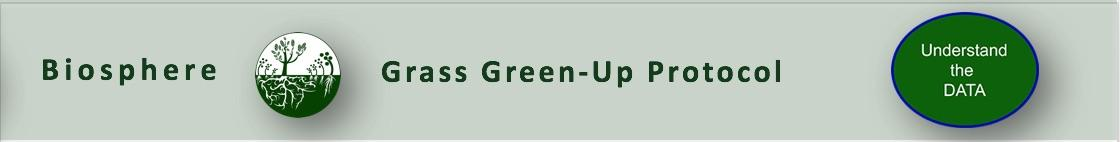 Biosphere
Grass Green-Up Protocol
Understand
the
DATA